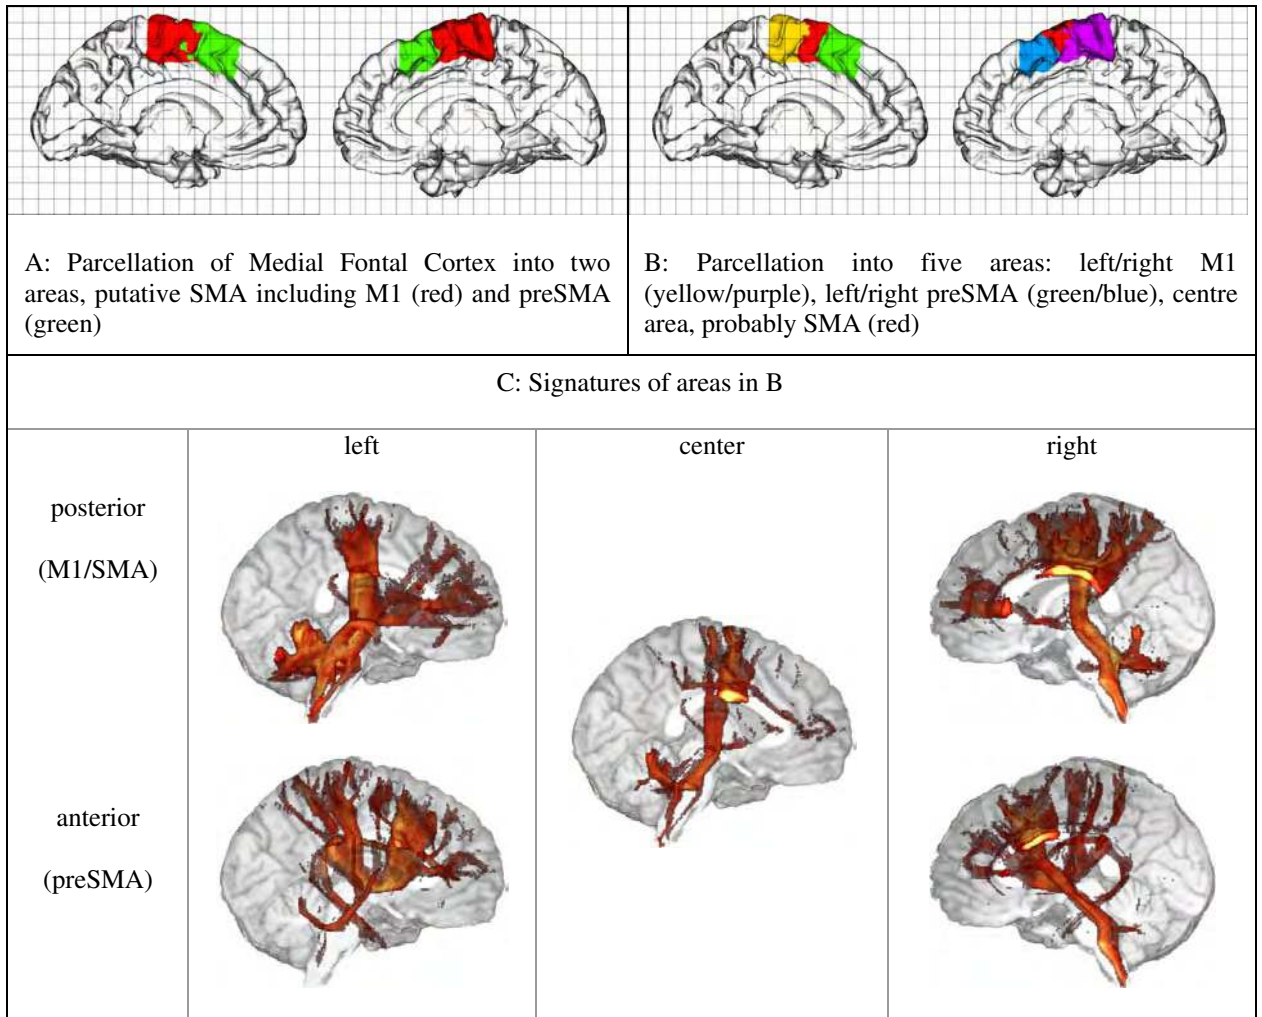 A: Parcellation of Medial Fontal Cortex into two
areas, putative SMA including M1 (red) and preSMA
(green)
B: Parcellation into five areas: left/right M1
(yellow/purple), left/right preSMA (green/blue), centre
area, probably SMA (red)
C: Signatures of areas in B
left
center
right
posterior
(M1/SMA)
anterior
(preSMA)